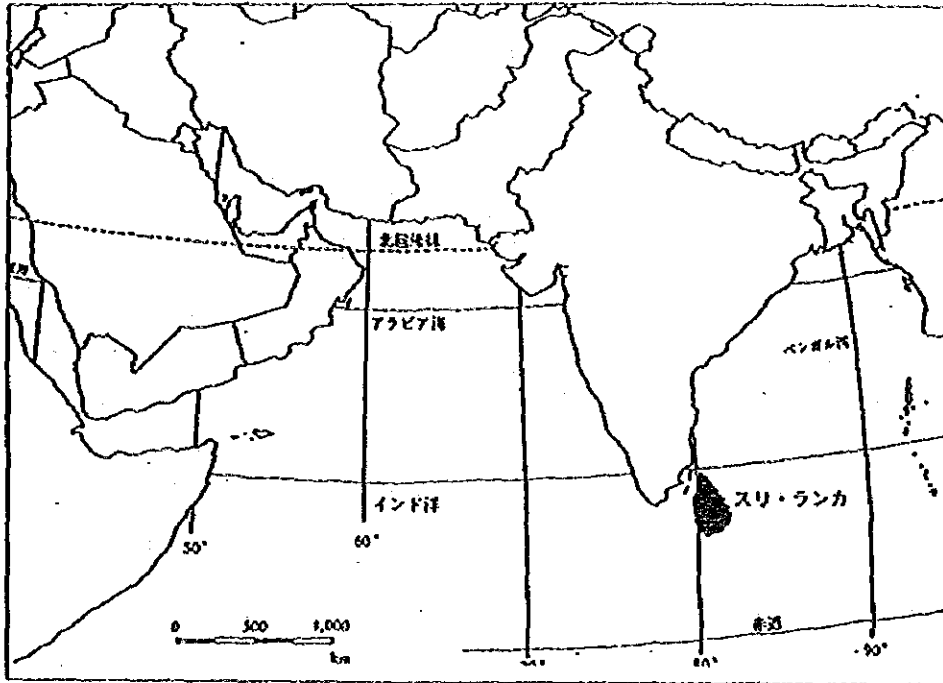 北回帰線
アラビア海
ベンガル湾
インド洋
スリ・ランカ
50°
60°
0 500 1,000
km
赤道
80°
90°